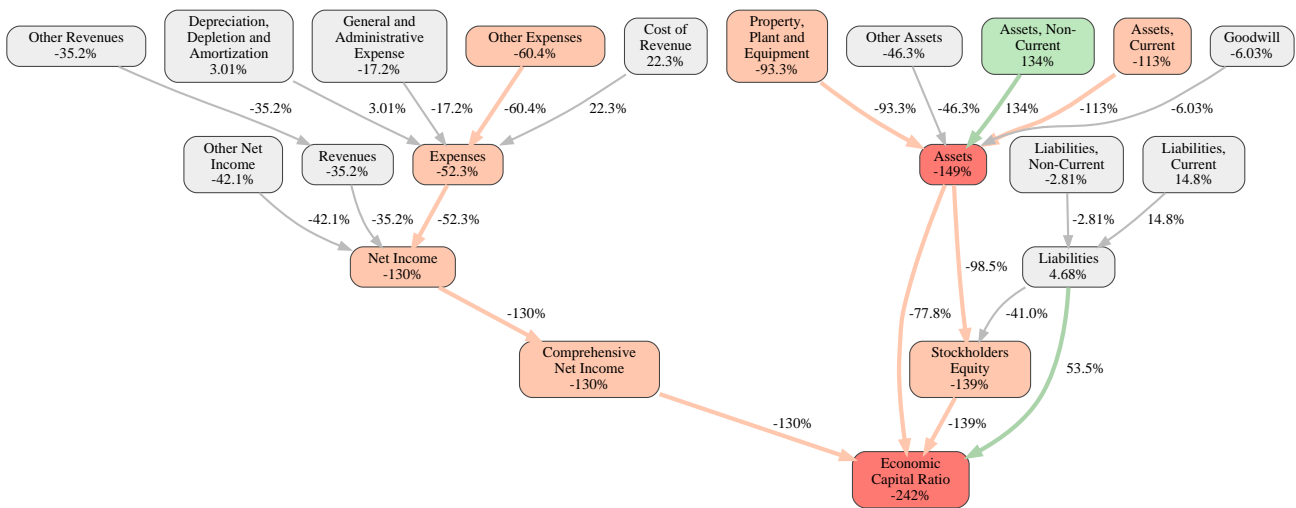 Other Revenues
-35.2%
Depreciation,
Depletion and
Amortization
3.01%
General and
Administrative
Expense
-17.2%
Other Expenses
-60.4%
Cost of
Revenue
22.3%
Property,
Plant and
Equipment
-93.3%
Other Assets
-46.3%
Assets, Non-
Current
134%
Assets,
Current
-113%
Goodwill
-6.03%
-35.2%
3.01%
-17.2%
-60.4%
22.3%
-93.3%
-46.3%
134%
-113%
-6.03%
Other Net
Income
-42.1%
Revenues
-35.2%
Expenses
-52.3%
Assets
-149%
Liabilities,
Non-Current
-2.81%
Liabilities,
Current
14.8%
-42.1%
-35.2%
-52.3%
-2.81%
14.8%
Net Income
-130%
-98.5%
Liabilities
4.68%
-130%
-77.8%
-41.0%
Comprehensive
Net Income
-130%
Stockholders
Equity
-139%
53.5%
-130%
-139%
Economic
Capital Ratio
-242%